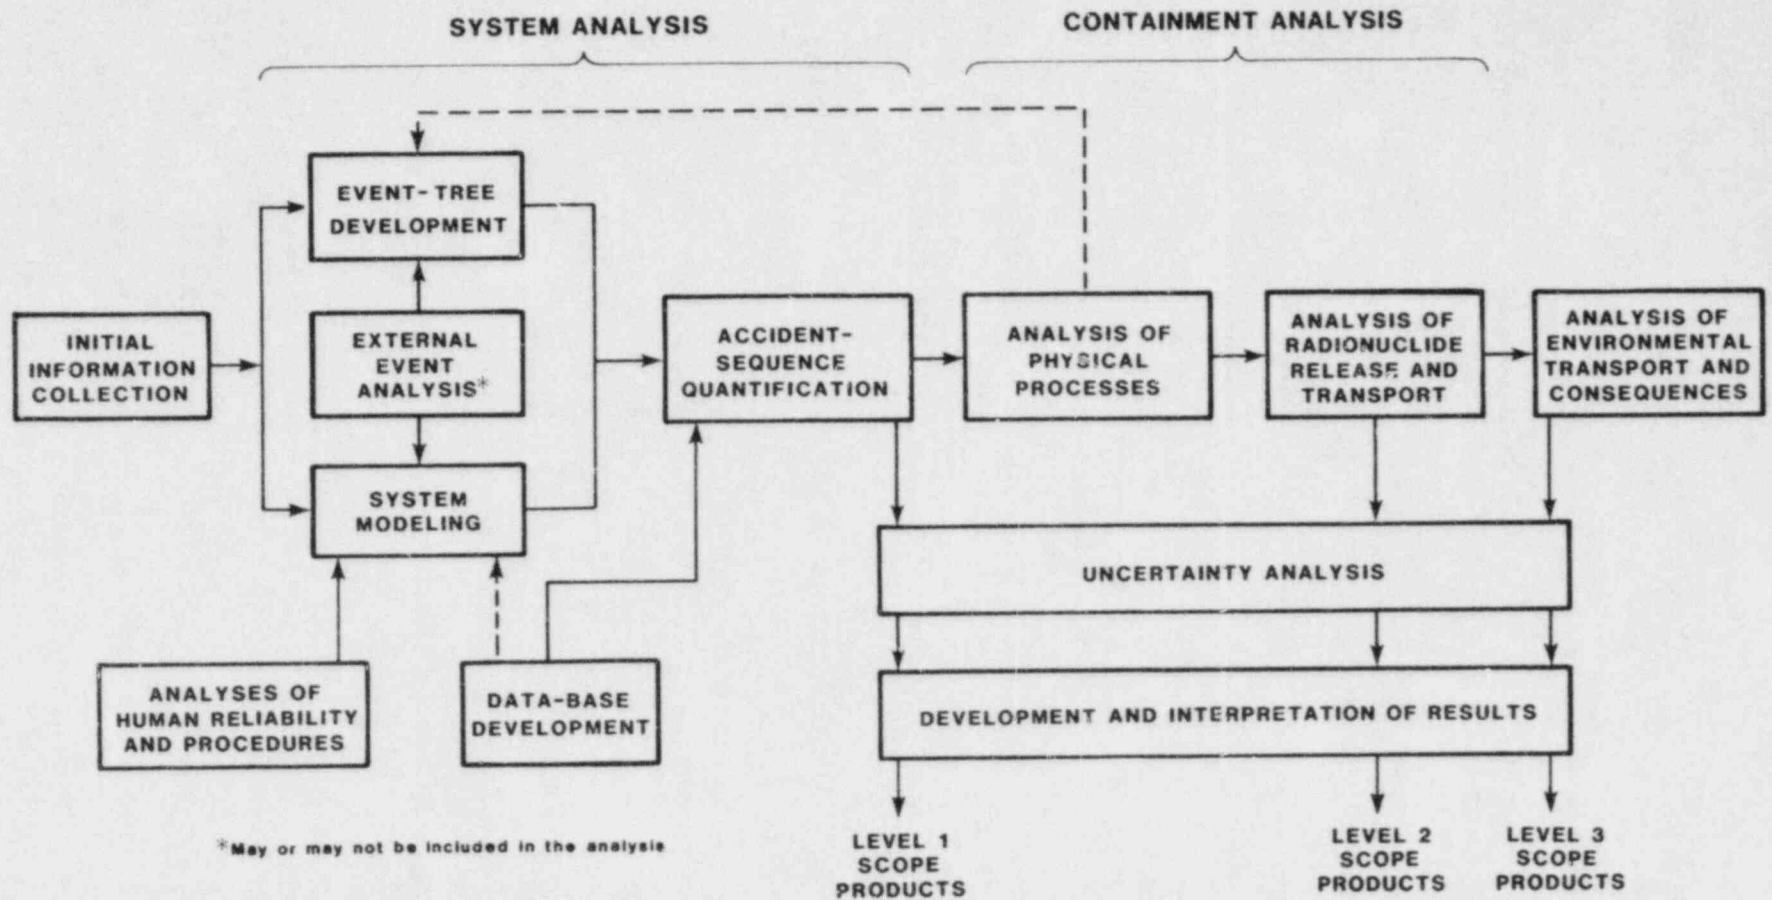 SYSTEM ANALYSIS
CONTAINMENT ANALYSIS
EVENT-TREE
DEVELOPMENT
INITIAL
INFORMATION
COLLECTION
EXTERNAL
EVENT
ANALYSIS*
ACCIDENT-
SEQUENCE
QUANTIFICATION
ANALYSIS OF
PHYSICAL
PROCESSES
ANALYSIS OF
RADIONUCLIDE
RELEASE AND
TRANSPORT
ANALYSIS OF
ENVIRONMENTAL
TRANSPORT AND
CONSEQUENCES
SYSTEM
MODELING
UNCERTAINTY ANALYSIS
ANALYSES OF
HUMAN RELIABILITY
AND PROCEDURES
DATA-BASE
DEVELOPMENT
DEVELOPMENT AND INTERPRETATION OF RESULTS
*May or may not be included in the analysis
LEVEL 1
SCOPE
PRODUCTS
LEVEL 2
SCOPE
PRODUCTS
LEVEL 3
SCOPE
PRODUCTS